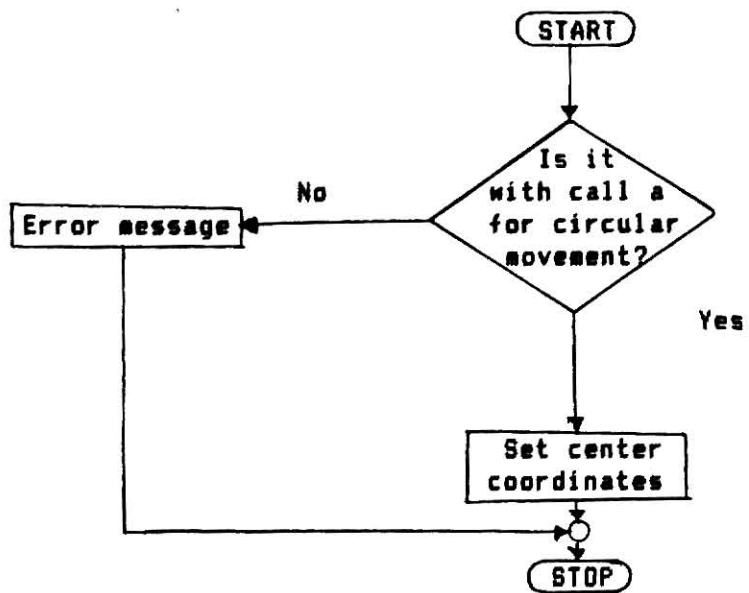 START
Is it
with call a
for circular
movement?
No
Error message
Yes
Set center
coordinates
STOP